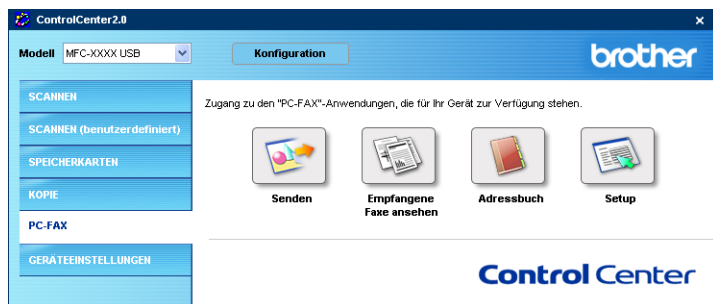 ControlCenter2.0
Modell MFC-XXXX USB
Konfiguration
brother
SCANNEN
SCANNEN (benutzerdefiniert)
SPEICHERKARTEN
KOPIE
PC-FAX
GERÄTEEINSTELLUNGEN
Zugang zu den "PC-FAX"-Anwendungen, die für Ihr Gerät zur Verfügung stehen.
Senden
Empfangene
Faxe ansehen
Adressbuch
Setup
Control Center